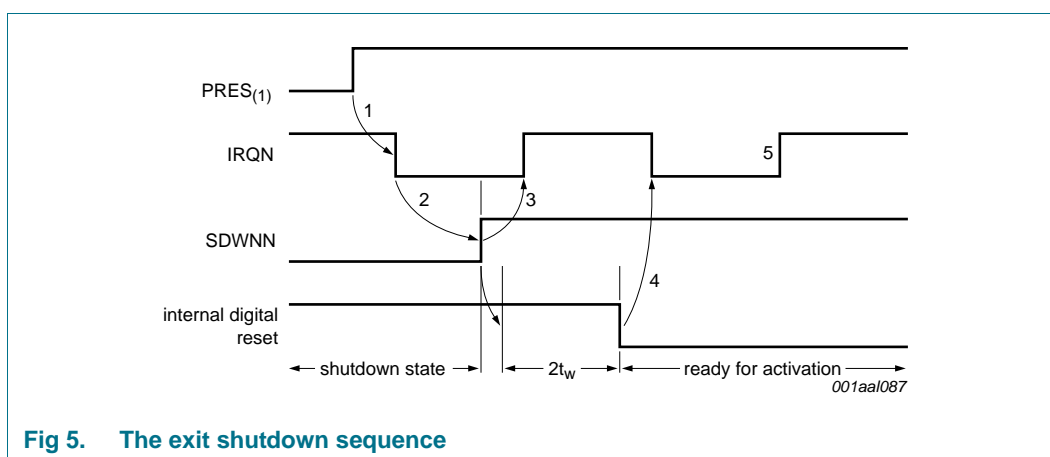 PRES(1)
1
IRQN
5
2
3
SDWNN
4
internal digital
reset
shutdown state
2tw
ready for activation
001aal087
Fig 5. The exit shutdown sequence